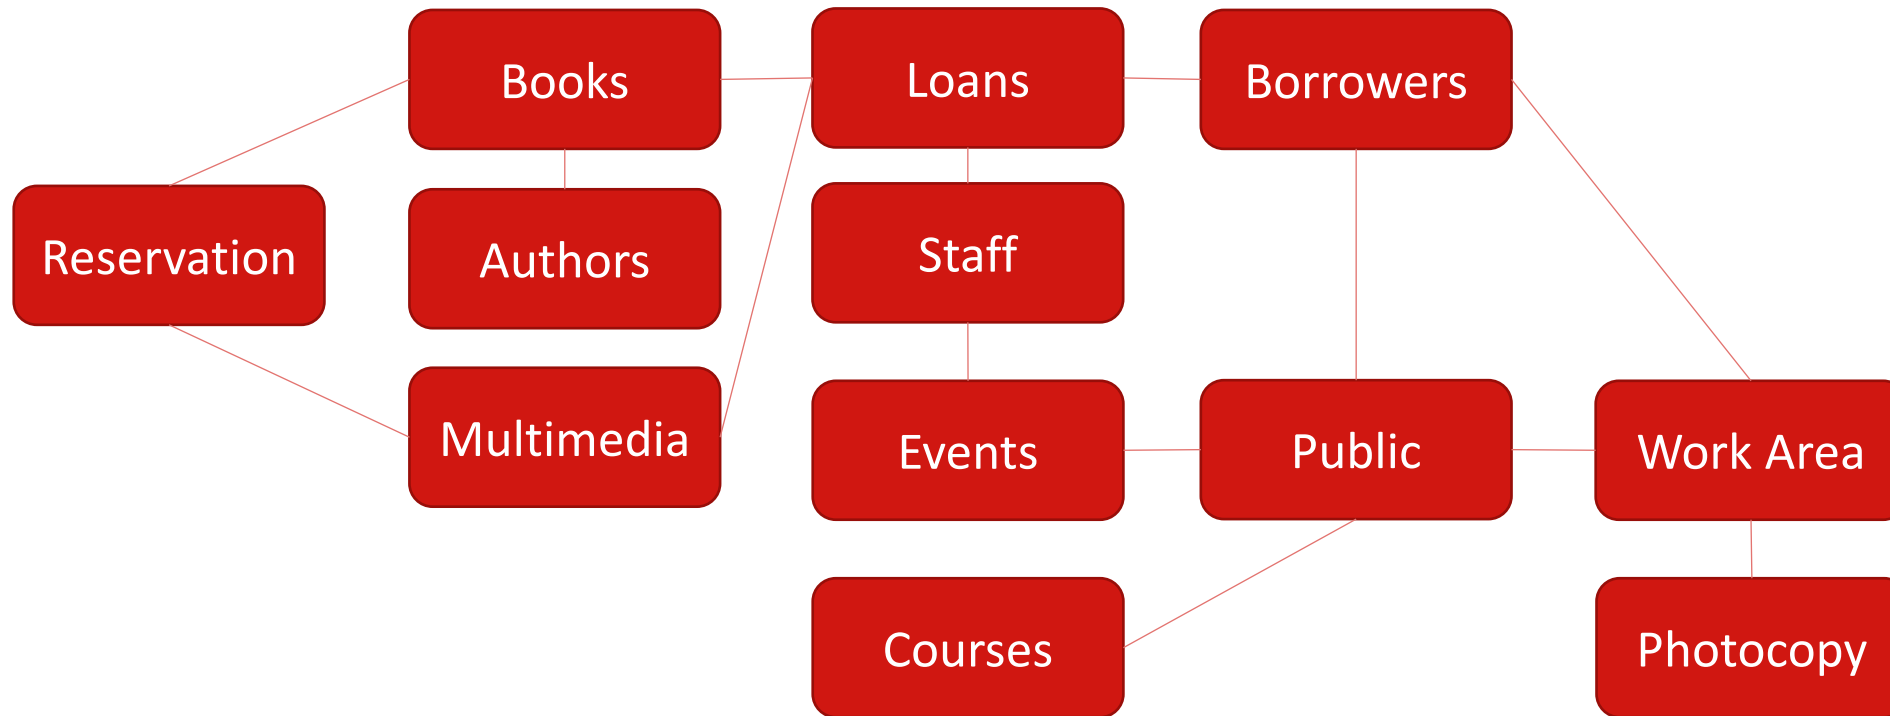 Books
Loans
Borrowers
Reservation
Authors
Staff
Multimedia
Events
Public
Work Area
Courses
Photocopy